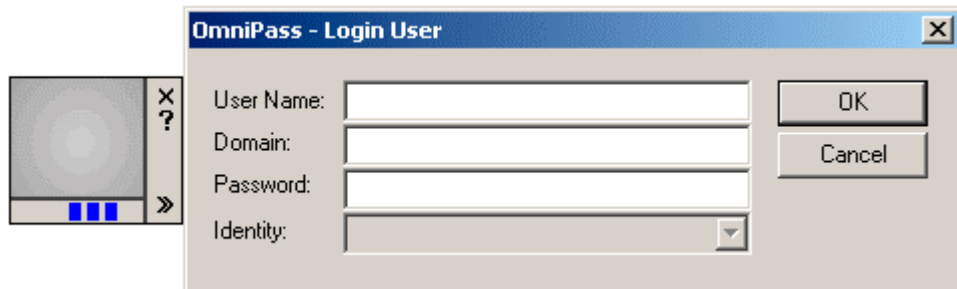 OmniPass - Login User
?
»
User Name:
OK
Domain:
Cancel
Password:
Identity: